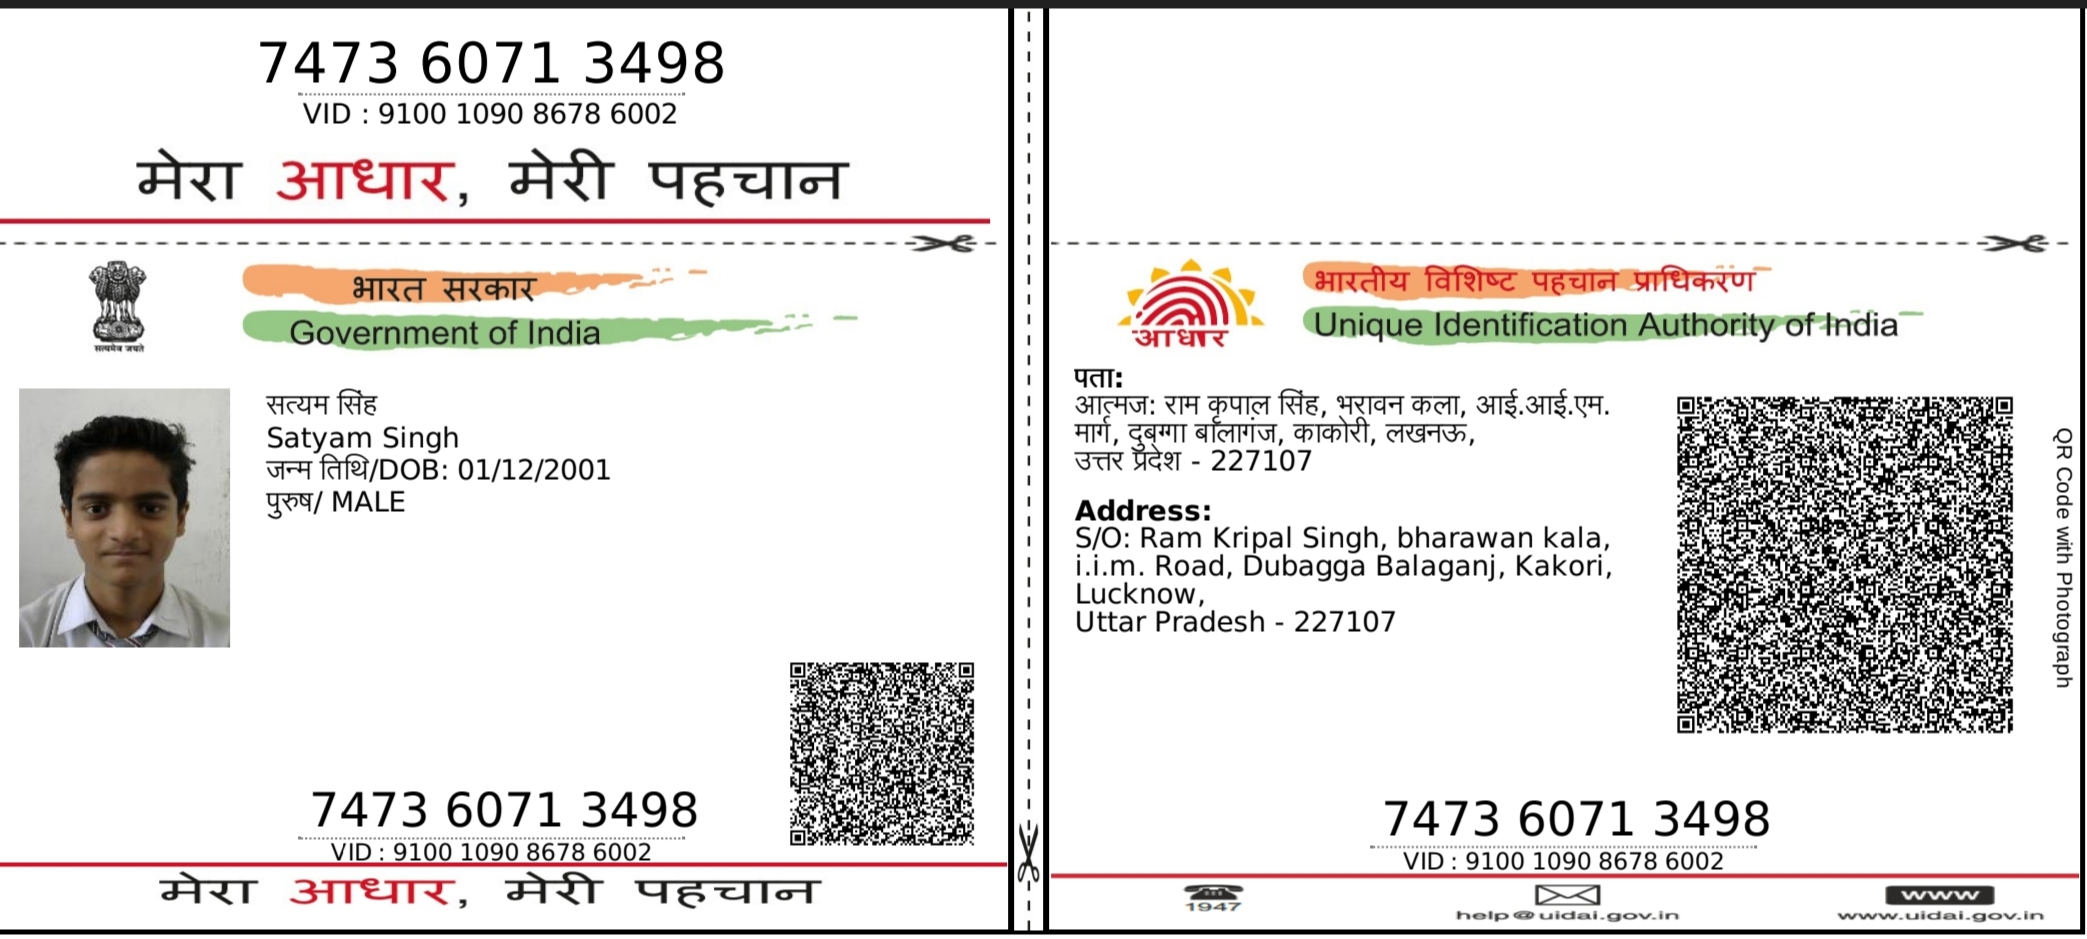 7473 6071 3498
VID : 9100 1090 8678 6002
मेरा आधार, मेरी पहचान
भारत सरकार
Government of India
सत्यमेव जयते
सत्यम सिंह
Satyam Singh
जन्म तिथि/DOB: 01/12/2001
पुरुष/ MALE
7473 6071 3498
VID : 9100 1090 8678 6002
मेरा आधार, मेरी पहचान
आधार
भारतीय विशिष्ट पहचान प्राधिकरण
Unique Identification Authority of India
पता:
आत्मज: राम कृपाल सिंह, भरावन कला, आई.आई.एम.
मार्ग, दुबग्गा बालागंज, काकोरी, लखनऊ,
उत्तर प्रदेश - 227107
Address:
S/O: Ram Kripal Singh, bharawan kala,
i.i.m. Road, Dubagga Balaganj, Kakori,
Lucknow,
Uttar Pradesh - 227107
QR Code with Photograph
7473 6071 3498
VID : 9100 1090 8678 6002
1947
help@uidai.gov.in
www
www.uidai.gov.in